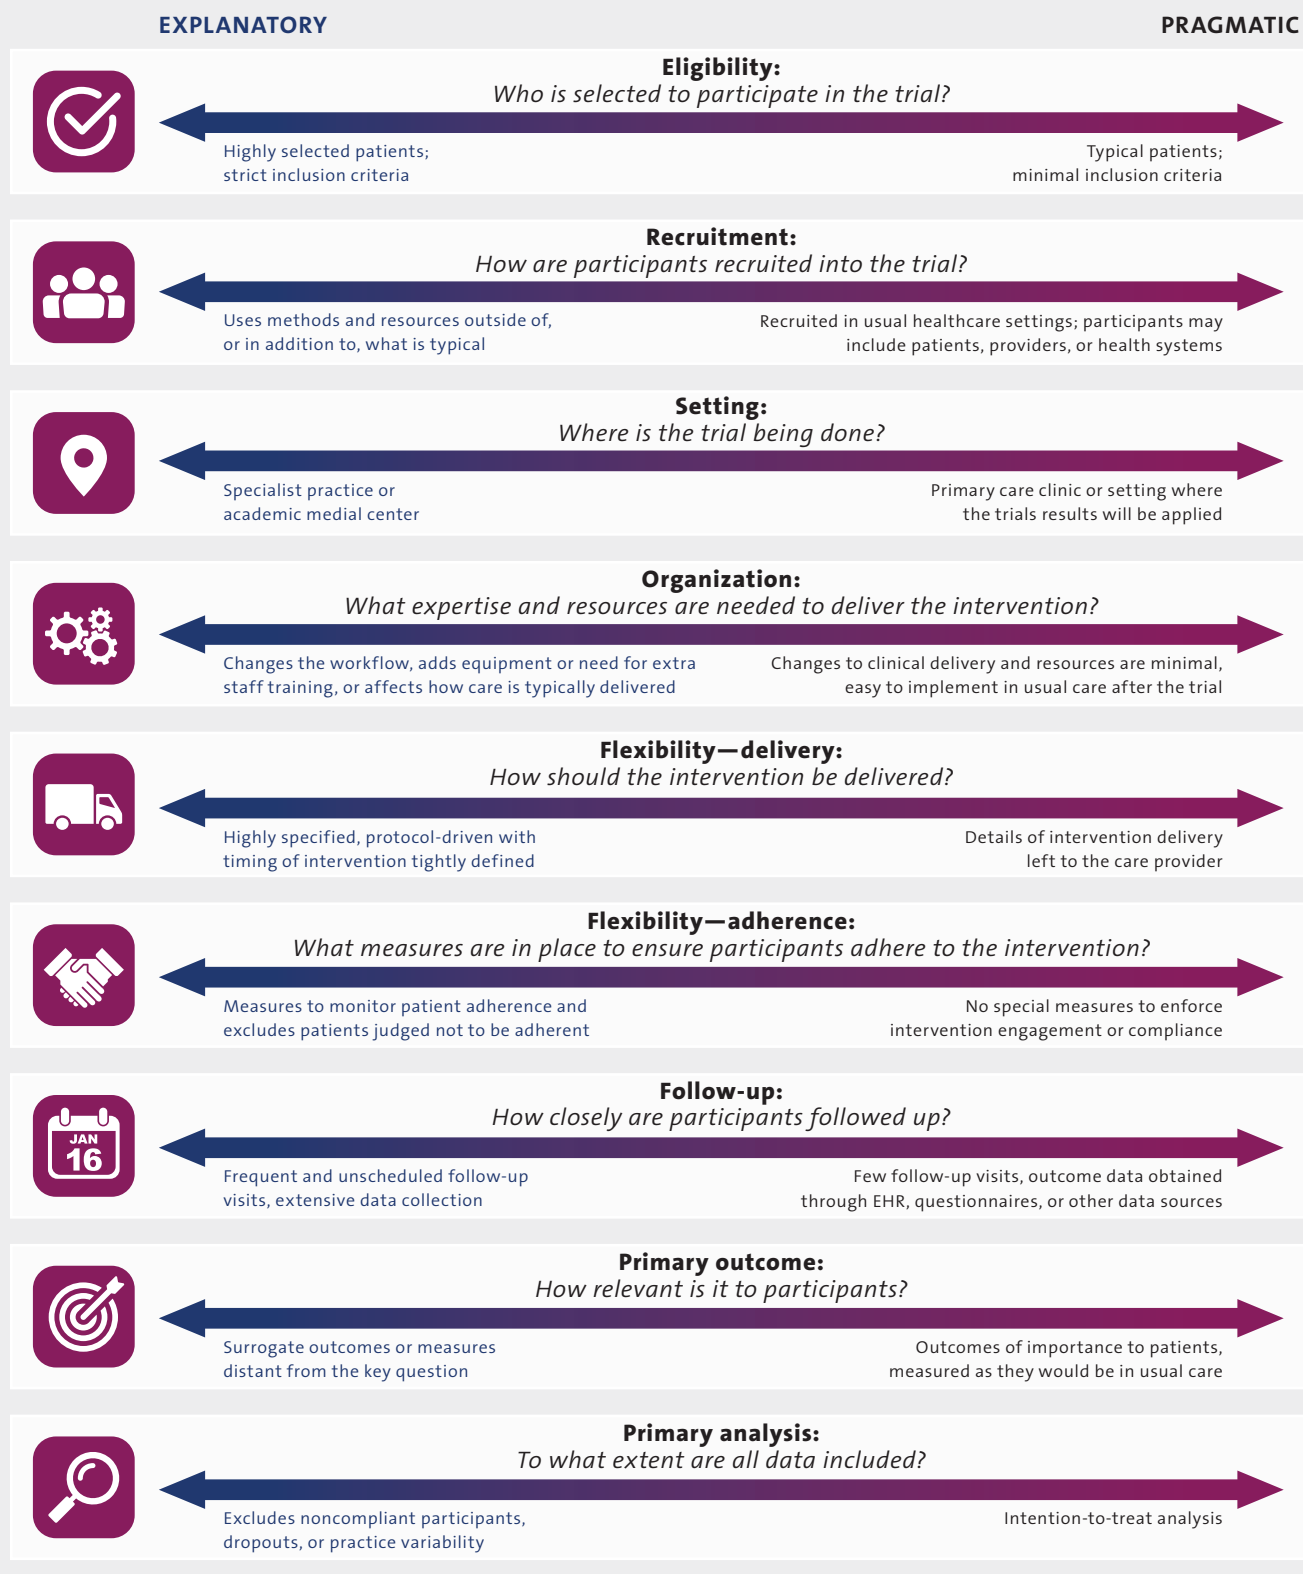 EXPLANATORY
PRAGMATIC
Eligibility:
Who is selected to participate in the trial?
Highly selected patients;
strict inclusion criteria
Typical patients;
minimal inclusion criteria
Recruitment:
How are participants recruited into the trial?
Uses methods and resources outside of,
or in addition to, what is typical
Recruited in usual healthcare settings; participants may
include patients, providers, or health systems
Setting:
Where is the trial being done?
Specialist practice or
academic medial center
Primary care clinic or setting where
the trials results will be applied
Organization:
What expertise and resources are needed to deliver the intervention?
Changes the workflow, adds equipment or need for extra
staff training, or affects how care is typically delivered
Changes to clinical delivery and resources are minimal,
easy to implement in usual care after the trial
Flexibility—delivery:
How should the intervention be delivered?
Highly specified, protocol-driven with
timing of intervention tightly defined
Details of intervention delivery
left to the care provider
Flexibility—adherence:
What measures are in place to ensure participants adhere to the intervention?
Measures to monitor patient adherence and
excludes patients judged not to be adherent
No special measures to enforce
intervention engagement or compliance
Follow-up:
How closely are participants followed up?
JAN
16
Frequent and unscheduled follow-up
visits, extensive data collection
Few follow-up visits, outcome data obtained
through EHR, questionnaires, or other data sources
Primary outcome:
How relevant is it to participants?
Surrogate outcomes or measures
distant from the key question
Outcomes of importance to patients,
measured as they would be in usual care
Primary analysis:
To what extent are all data included?
Excludes noncompliant participants,
dropouts, or practice variability
Intention-to-treat analysis